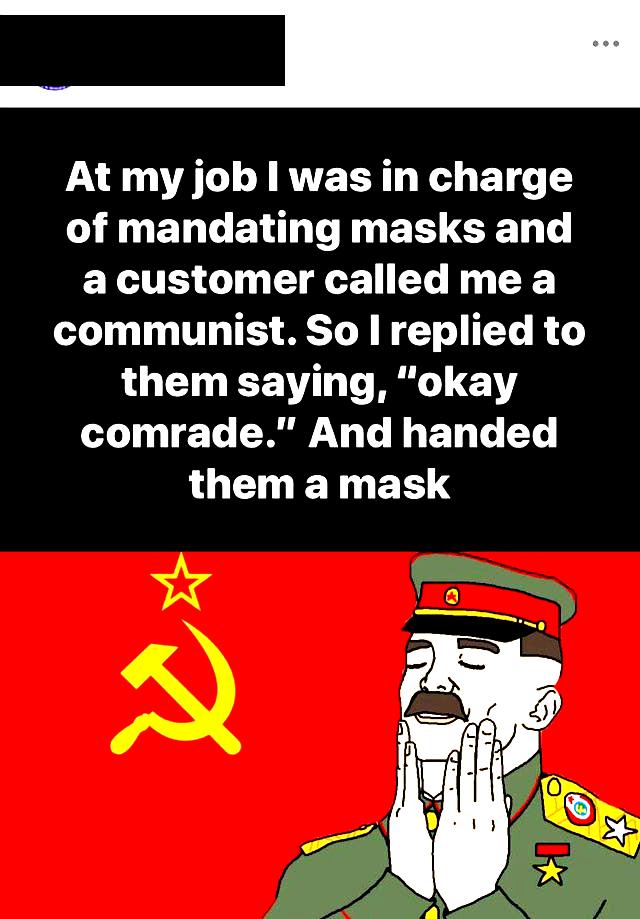 At my job I was in charge
of mandating masks and
a customer called me a
communist. So I replied to
them saying, “okay
comrade.” And handed
them a mask